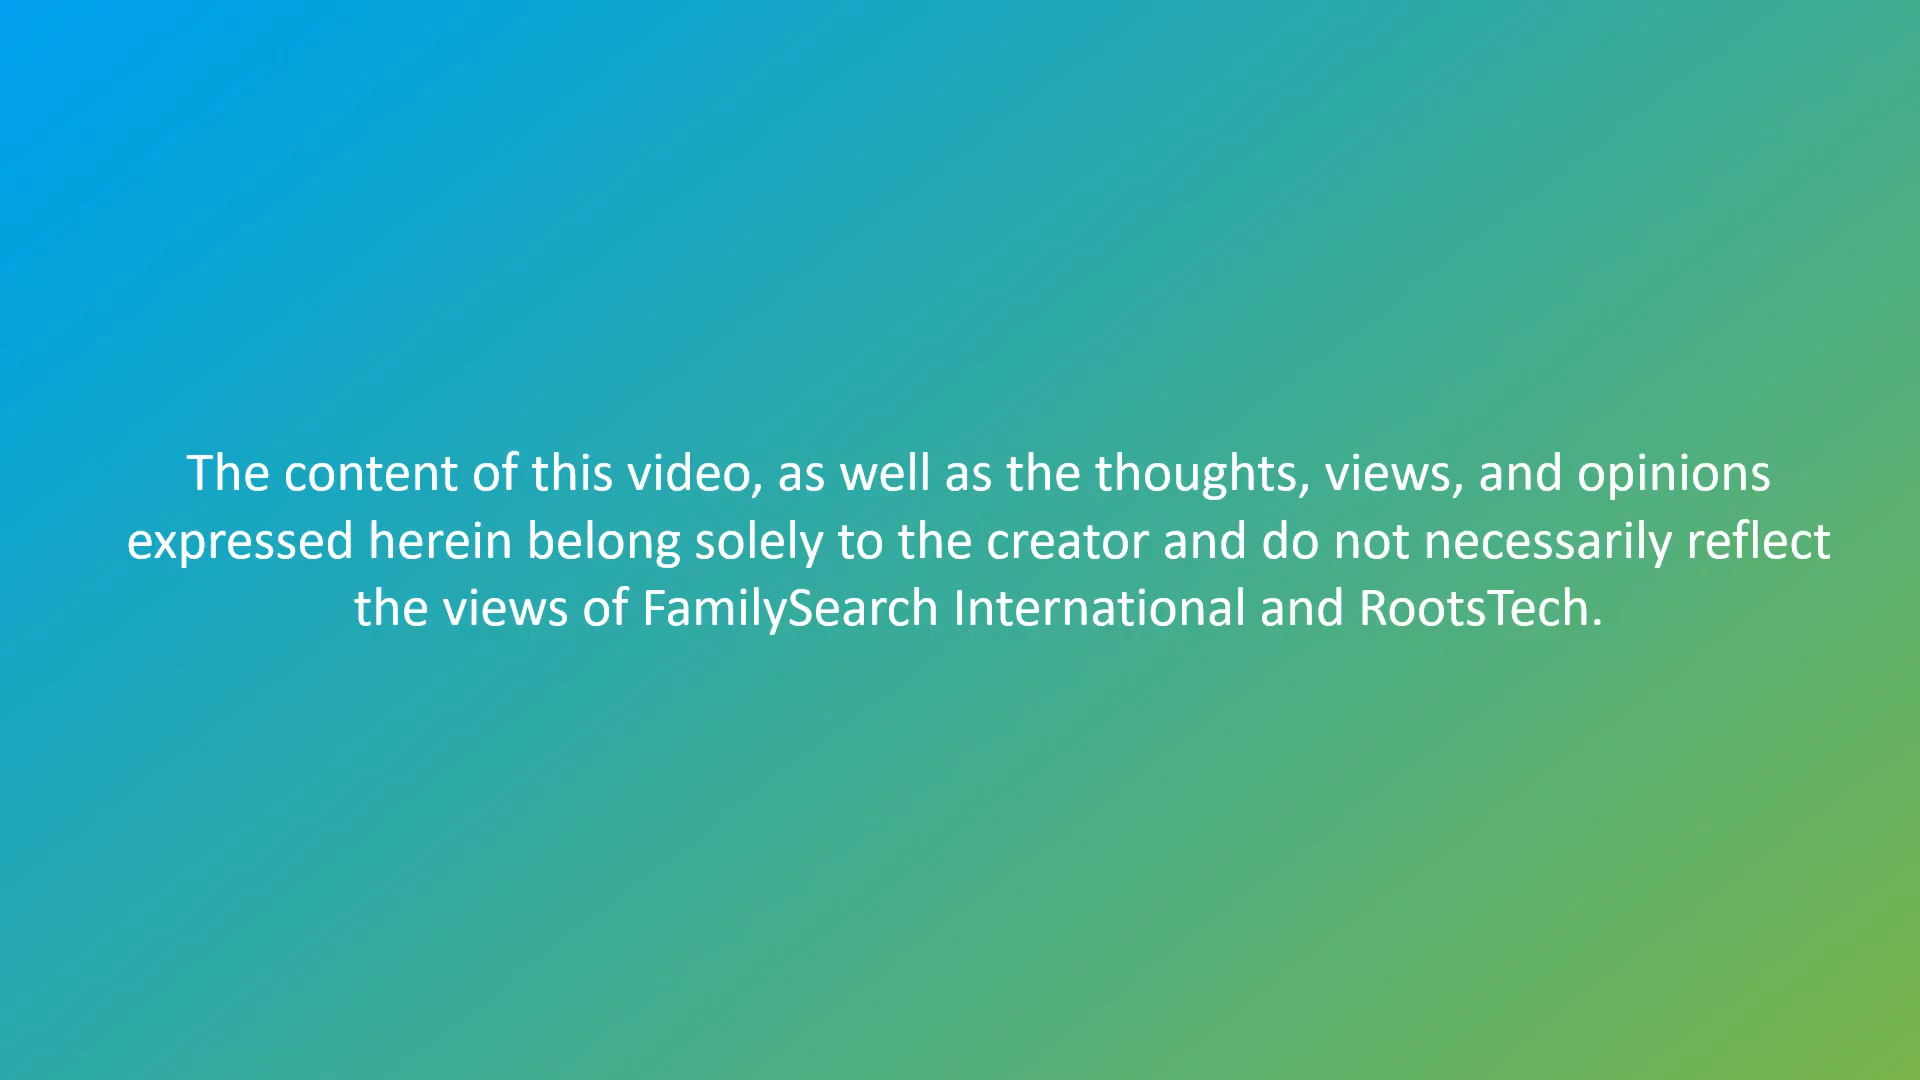 The content of this video, as well as the thoughts, views, and opinions
expressed herein belong solely to the creator and do not necessarily reflect
the views of FamilySearch International and RootsTech.